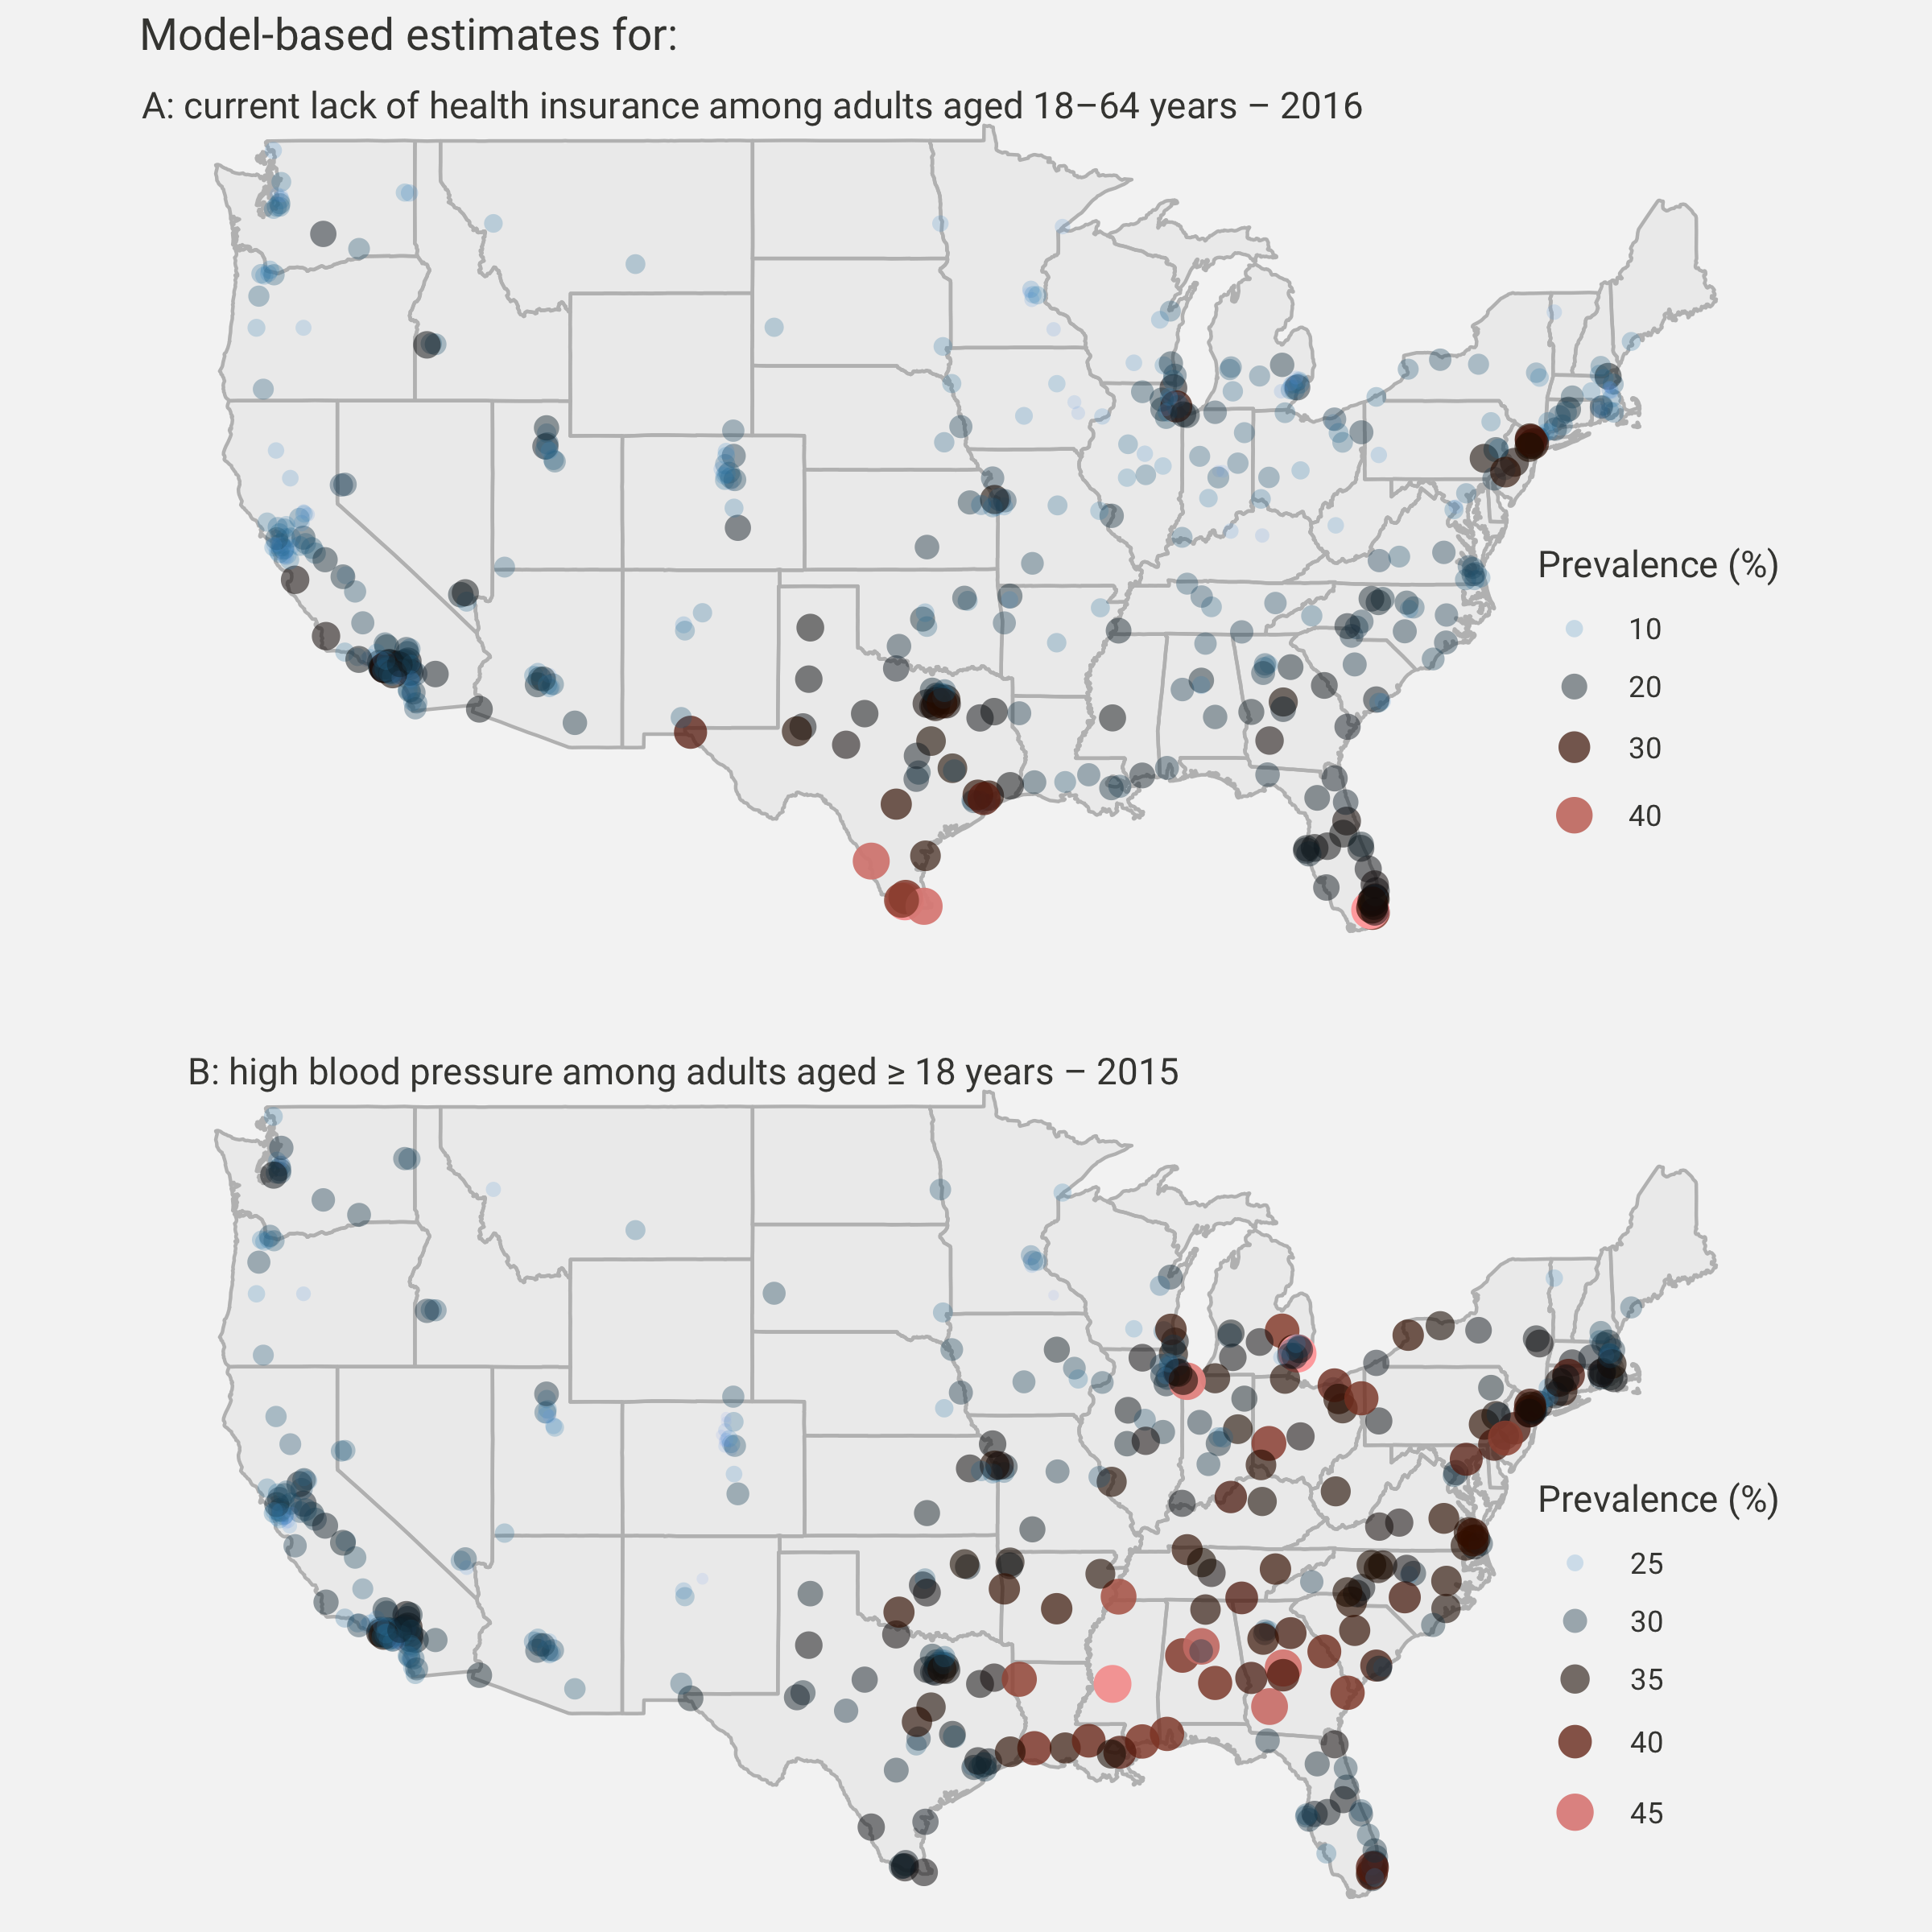 Model-based estimates for:
A: current lack of health insurance among adults aged 18–64 years – 2016
Prevalence (%)
10
20
30
40
B: high blood pressure among adults aged ≥ 18 years – 2015
Prevalence (%)
25
30
35
40
45